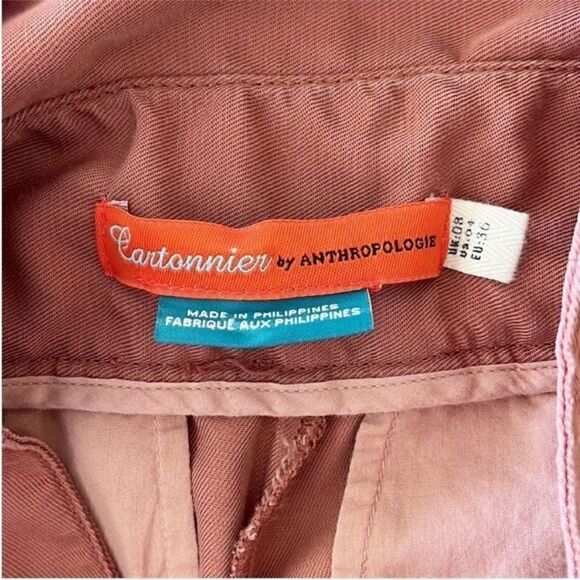 Cartonnier by ANTHROPOLOGIE
UK:08
US:04
EU:36
MADE IN PHILIPPINES
FABRIQUÉ AUX PHILIPPINES